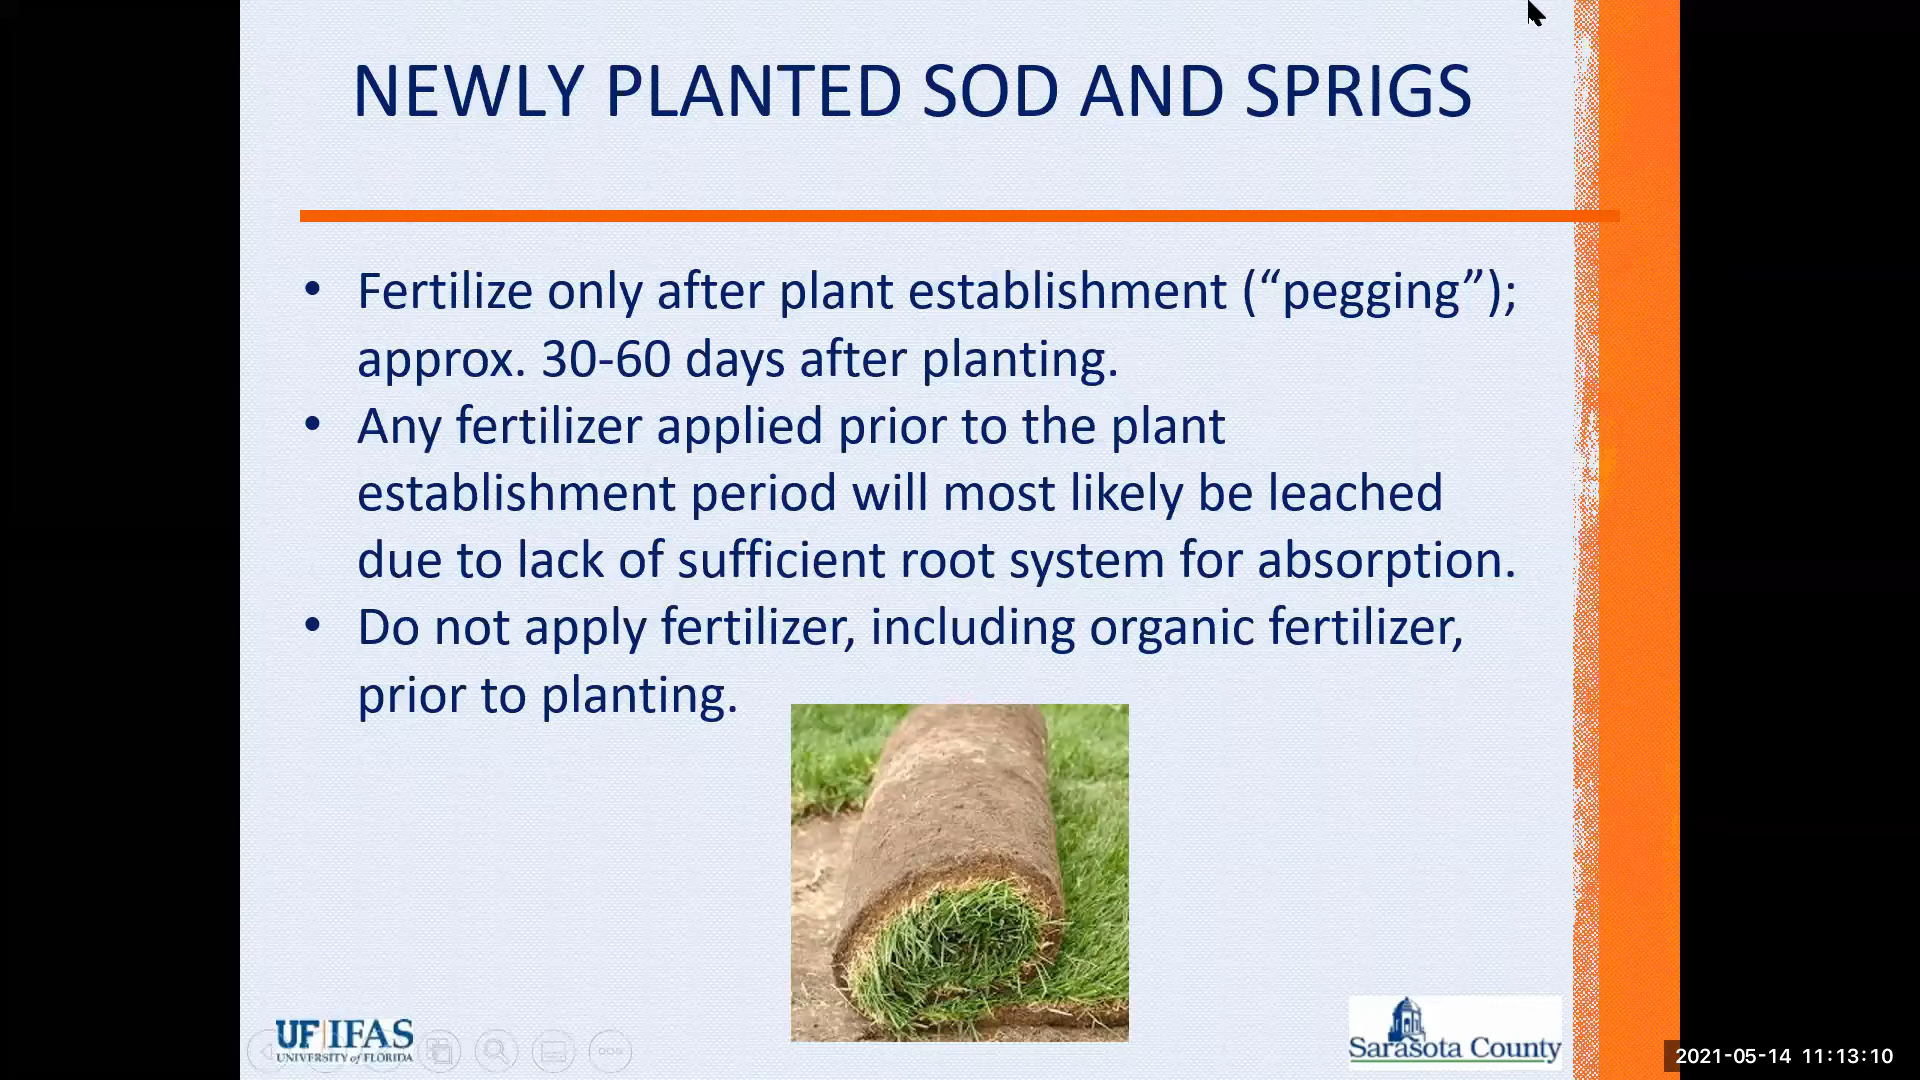 NEWLY PLANTED SOD AND SPRIGS
• Fertilize only after plant establishment (“pegging”);
approx. 30-60 days after planting.
• Any fertilizer applied prior to the plant
establishment period will most likely be leached
due to lack of sufficient root system for absorption.
• Do not apply fertilizer, including organic fertilizer,
prior to planting.
UF|IFAS
UNIVERSITY of FLORIDA
Sarasota County
2021-05-14 11:13:10